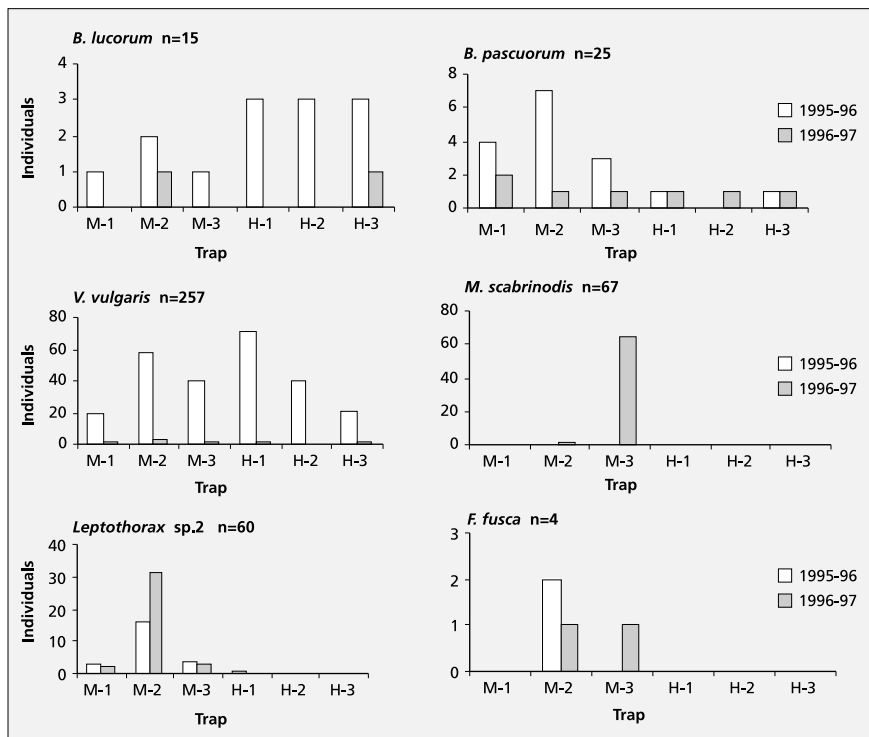 B. lucorum n=15
Individuals
4
3
2
1
0
M-1 M-2 M-3 H-1 H-2 H-3
Trap
B. pascuorum n=25
8
6
4
2
0
M-1 M-2 M-3 H-1 H-2 H-3
Trap
1995-96
1996-97
V. vulgaris n=257
Individuals
80
60
40
20
0
M-1 M-2 M-3 H-1 H-2 H-3
Trap
M. scabrinodis n=67
80
60
40
20
0
M-1 M-2 M-3 H-1 H-2 H-3
Trap
1995-96
1996-97
Leptothorax sp.2 n=60
Individuals
40
30
20
10
0
M-1 M-2 M-3 H-1 H-2 H-3
Trap
F. fusca n=4
3
2
1
0
M-1 M-2 M-3 H-1 H-2 H-3
Trap
1995-96
1996-97